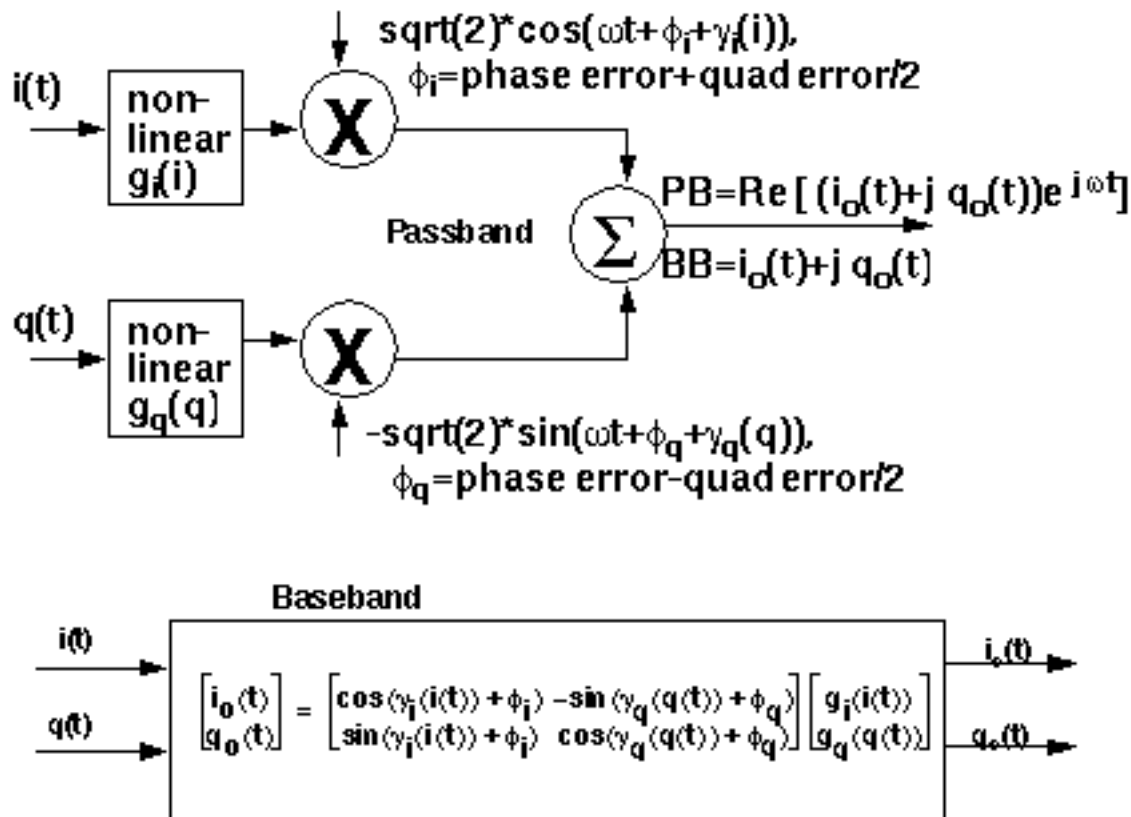 sqrt(2)*cos(ωt+ϕi+γi(i)),
ϕi=phase error+quad error/2
i(t)
non-
linear
gi(i)
X
PB=Re [ (io(t)+j qo(t))e j ωt]
Passband
Σ
BB=io(t)+j qo(t)
q(t)
non-
linear
gq(q)
X
-sqrt(2)*sin(ωt+ϕq+γq(q)),
ϕq=phase error-quad error/2
Baseband
i(t)
io(t)
[io(t)] = [cos(γi(i(t))+ϕi) -sin(γq(q(t))+ϕq)] [gi(i(t))]
[qo(t)] [sin(γi(i(t))+ϕi) cos(γq(q(t))+ϕq)] [gq(q(t))]
q(t)
qo(t)